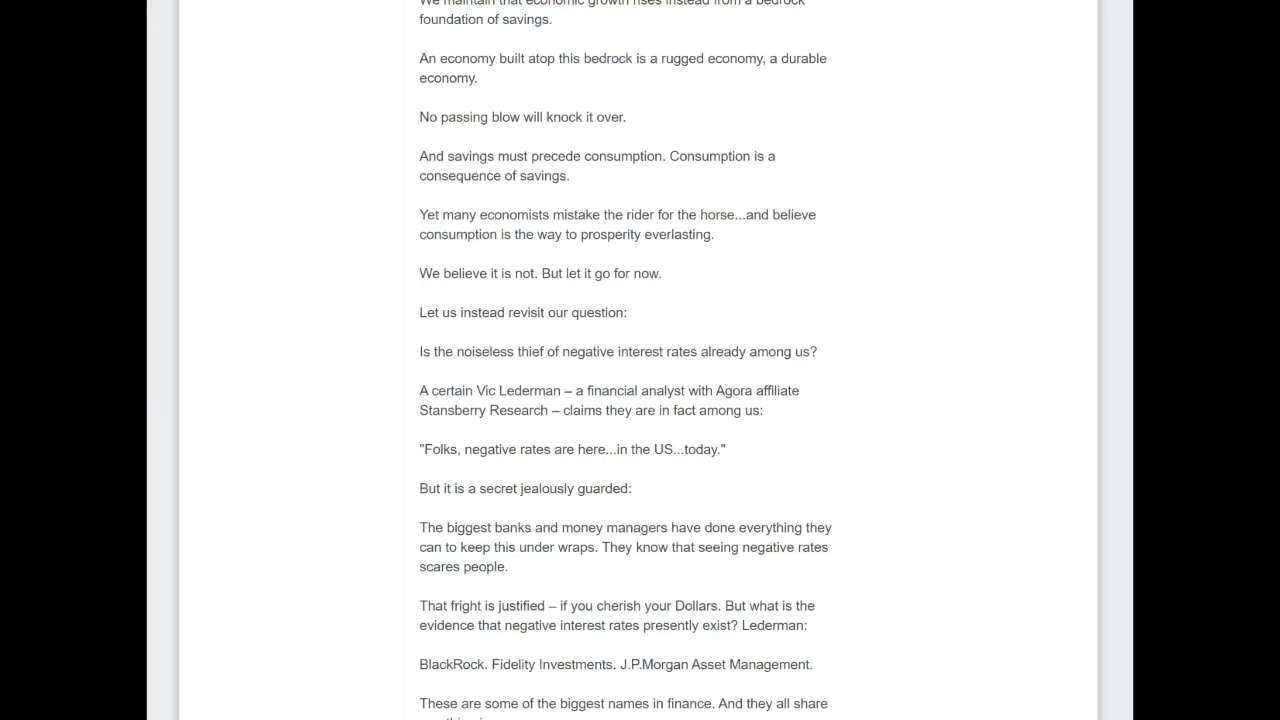 We maintain that economic growth rises instead from a bedrock
foundation of savings.
An economy built atop this bedrock is a rugged economy, a durable
economy.
No passing blow will knock it over.
And savings must precede consumption. Consumption is a
consequence of savings.
Yet many economists mistake the rider for the horse...and believe
consumption is the way to prosperity everlasting.
We believe it is not. But let it go for now.
Let us instead revisit our question:
Is the noiseless thief of negative interest rates already among us?
A certain Vic Lederman – a financial analyst with Agora affiliate
Stansberry Research – claims they are in fact among us:
"Folks, negative rates are here...in the US...today."
But it is a secret jealously guarded:
The biggest banks and money managers have done everything they
can to keep this under wraps. They know that seeing negative rates
scares people.
That fright is justified – if you cherish your Dollars. But what is the
evidence that negative interest rates presently exist? Lederman:
BlackRock. Fidelity Investments. J.P.Morgan Asset Management.
These are some of the biggest names in finance. And they all share